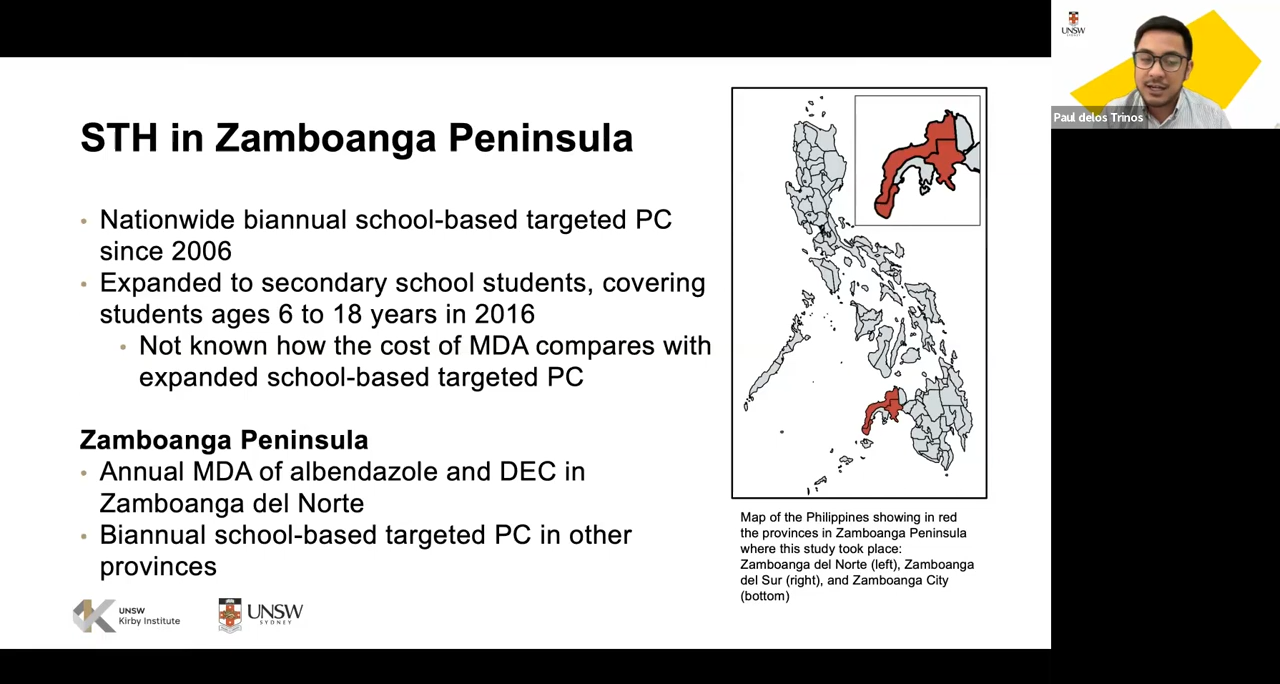 STH in Zamboanga Peninsula
• Nationwide biannual school-based targeted PC
since 2006
• Expanded to secondary school students, covering
students ages 6 to 18 years in 2016
• Not known how the cost of MDA compares with
expanded school-based targeted PC
Zamboanga Peninsula
• Annual MDA of albendazole and DEC in
Zamboanga del Norte
• Biannual school-based targeted PC in other
provinces
Map of the Philippines showing in red
the provinces in Zamboanga Peninsula
where this study took place:
Zamboanga del Norte (left), Zamboanga
del Sur (right), and Zamboanga City
(bottom)
UNSW
Kirby Institute
UNSW
SYDNEY
UNSW
SYDNEY
Paul delos Trinos